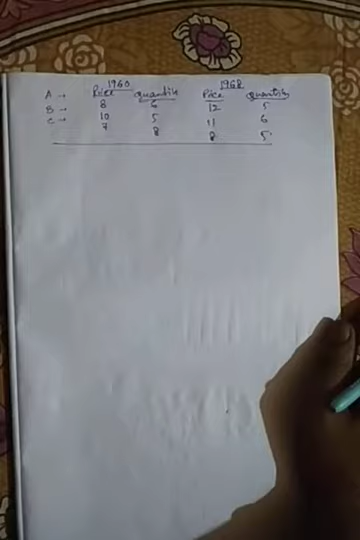 1960 1968
A → Price quantity Price quantity
B → 8 6 12 5
C → 10 5 11 6
7 8 8 5